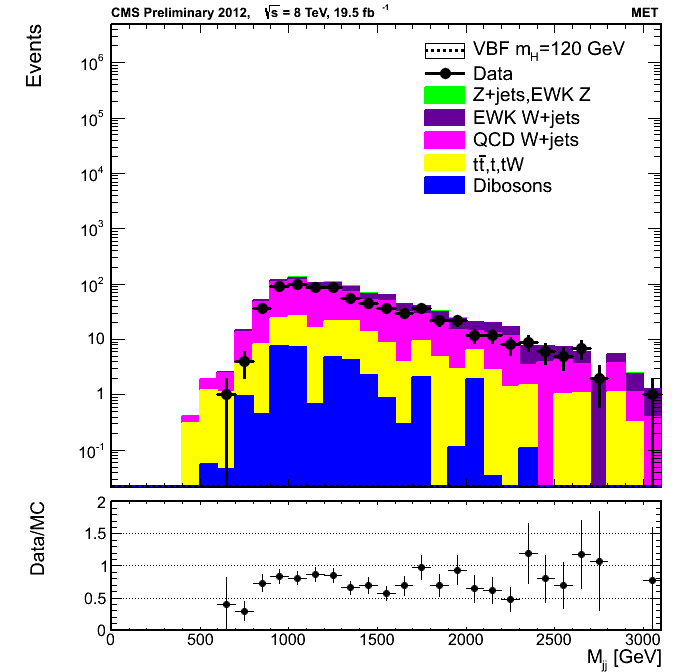 CMS Preliminary 2012, √s = 8 TeV, 19.5 fb⁻¹ MET
Events
VBF m_H=120 GeV
Data
Z+jets,EWK Z
EWK W+jets
QCD W+jets
tt̅,t,tW
Dibosons
10⁶
10⁵
10⁴
10³
10²
10
1
10⁻¹
Data/MC
2
1.5
1
0.5
0
0 500 1000 1500 2000 2500 3000
M_jj [GeV]